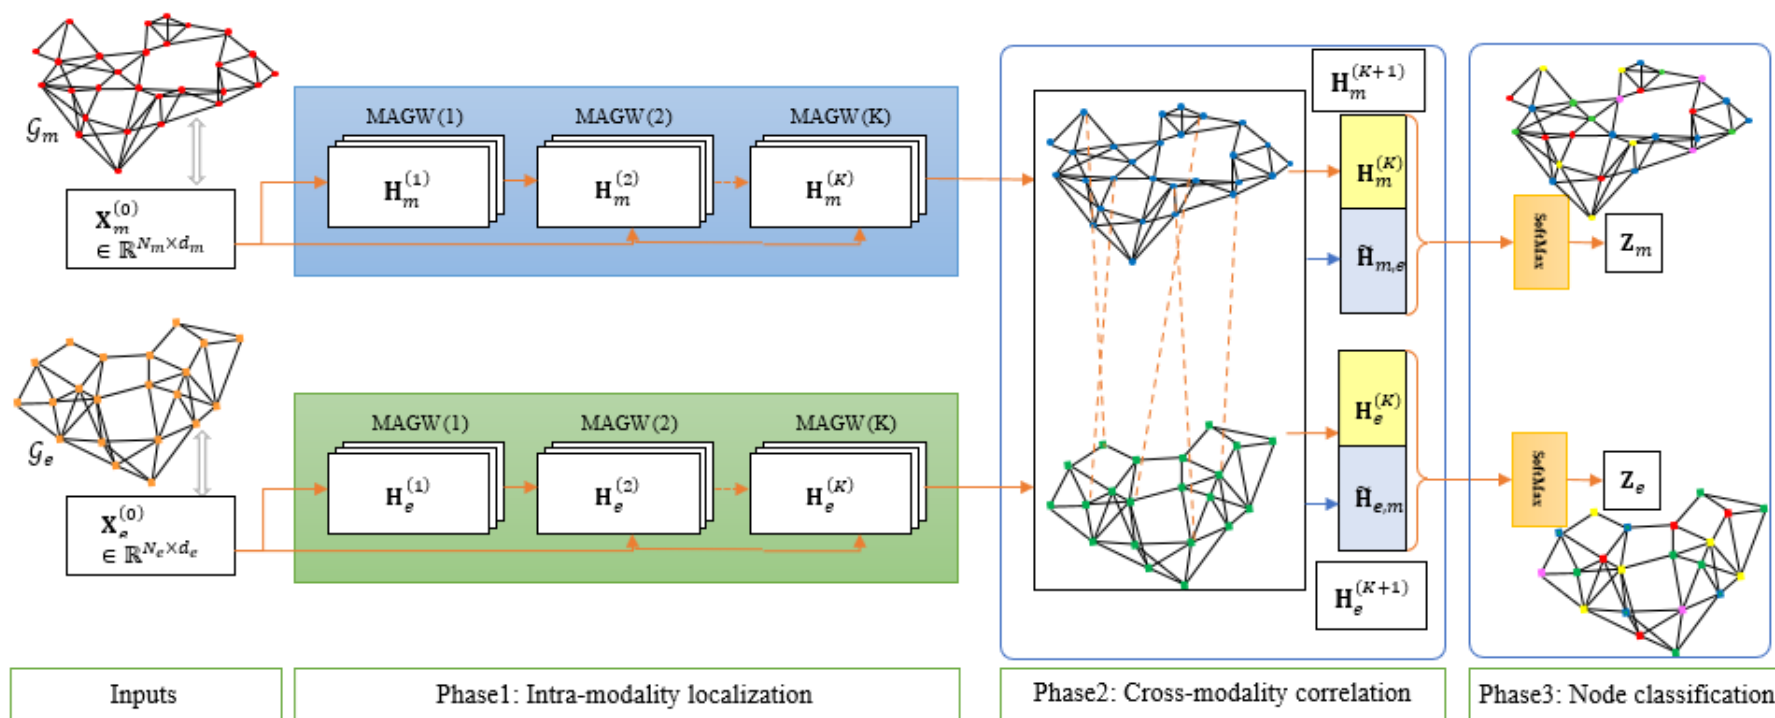 𝒢m
X_m^(0)
∈ ℝ^{N_m×d_m}
MAGW(1)
MAGW(2)
MAGW(K)
H_m^(1)
H_m^(2)
H_m^(K)
H_m^(K+1)
H_m^(K)
H̃_{m,e}
SoftMax
Z_m
𝒢e
X_e^(0)
∈ ℝ^{N_e×d_e}
MAGW(1)
MAGW(2)
MAGW(K)
H_e^(1)
H_e^(2)
H_e^(K)
H_e^(K)
H̃_{e,m}
H_e^(K+1)
SoftMax
Z_e
Inputs
Phase1: Intra-modality localization
Phase2: Cross-modality correlation
Phase3: Node classification